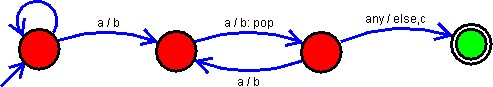 a / b
a / b: pop
any / else,c
a / b